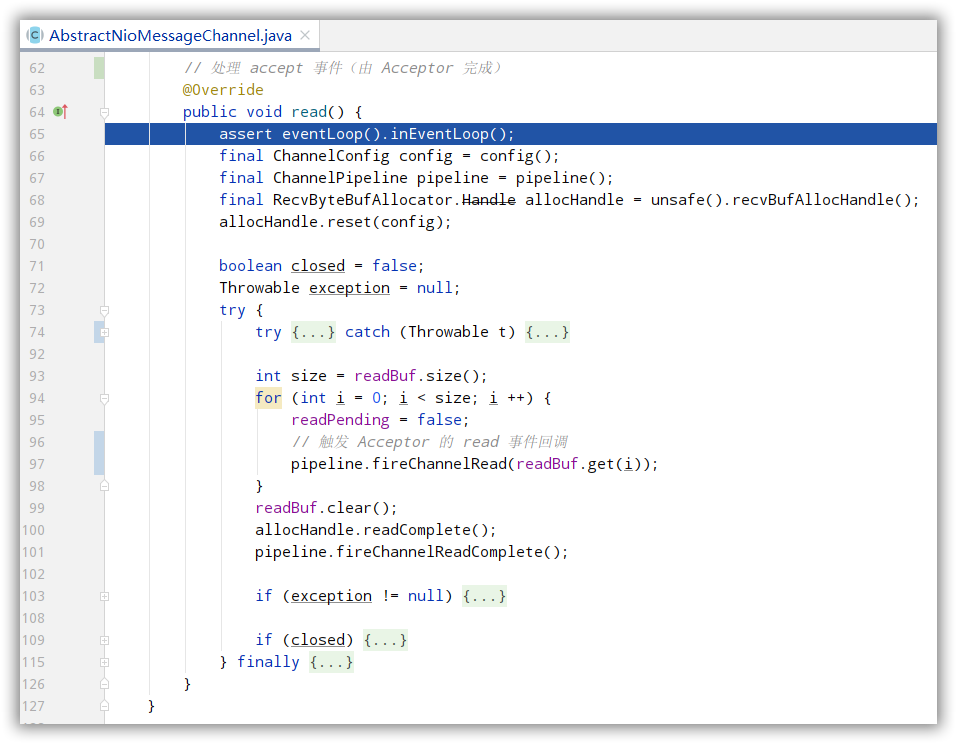 AbstractNioMessageChannel.java
62 // 处理 accept 事件（由 Acceptor 完成）
63 @Override
64 public void read() {
65 assert eventLoop().inEventLoop();
66 final ChannelConfig config = config();
67 final ChannelPipeline pipeline = pipeline();
68 final RecvByteBufAllocator.Handle allocHandle = unsafe().recvBufAllocHandle();
69 allocHandle.reset(config);
70
71 boolean closed = false;
72 Throwable exception = null;
73 try {
74 try {...} catch (Throwable t) {...}
92
93 int size = readBuf.size();
94 for (int i = 0; i < size; i ++) {
95 readPending = false;
96 // 触发 Acceptor 的 read 事件回调
97 pipeline.fireChannelRead(readBuf.get(i));
98 }
99 readBuf.clear();
100 allocHandle.readComplete();
101 pipeline.fireChannelReadComplete();
102
103 if (exception != null) {...}
108
109 if (closed) {...}
115 } finally {...}
126 }
127 }